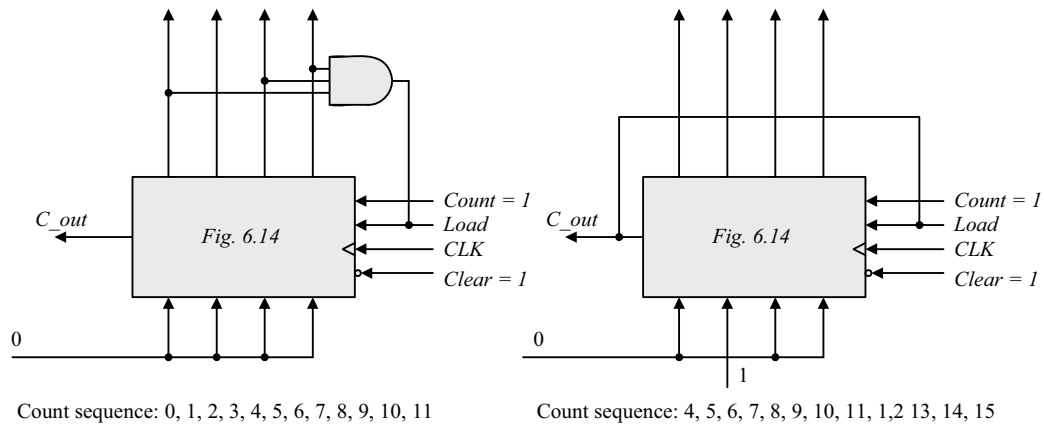 C_out
Fig. 6.14
Count = 1
Load
CLK
Clear = 1
0
Count sequence: 0, 1, 2, 3, 4, 5, 6, 7, 8, 9, 10, 11
C_out
Fig. 6.14
Count = 1
Load
CLK
Clear = 1
0
1
Count sequence: 4, 5, 6, 7, 8, 9, 10, 11, 1,2 13, 14, 15